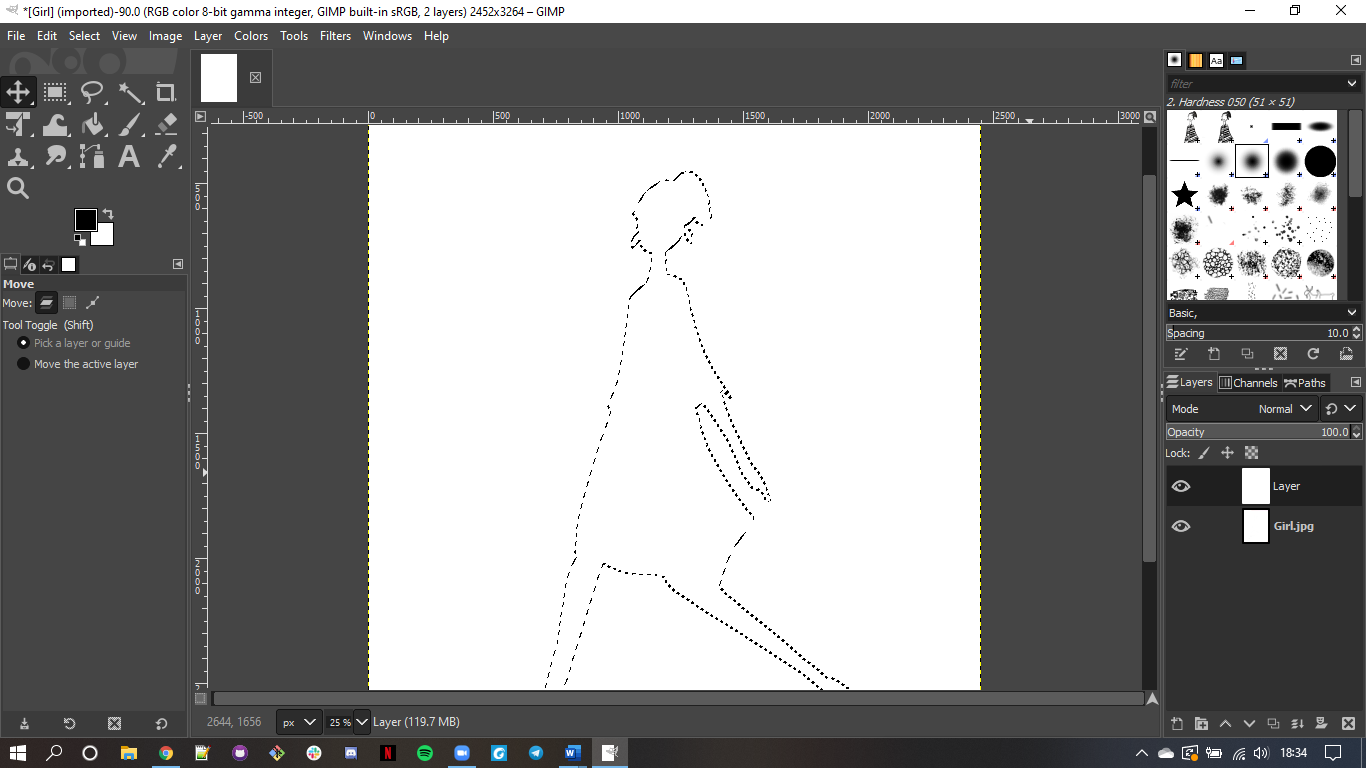 *[Girl] (imported)-90.0 (RGB color 8-bit gamma integer, GIMP built-in sRGB, 2 layers) 2452x3264 – GIMP
File Edit Select View Image Layer Colors Tools Filters Windows Help
Aa
filter
2. Hardness 050 (51 × 51)
-500 0 500 1000 1500 2000 2500 3000
500
1000
1500
2000
2
A
Move
Move:
Tool Toggle (Shift)
Pick a layer or guide
Move the active layer
Basic,
Spacing 10.0
Layers Channels Paths
Mode Normal
Opacity 100.0
Lock:
Layer
Girl.jpg
2644, 1656 px 25 % Layer (119.7 MB)
18:34